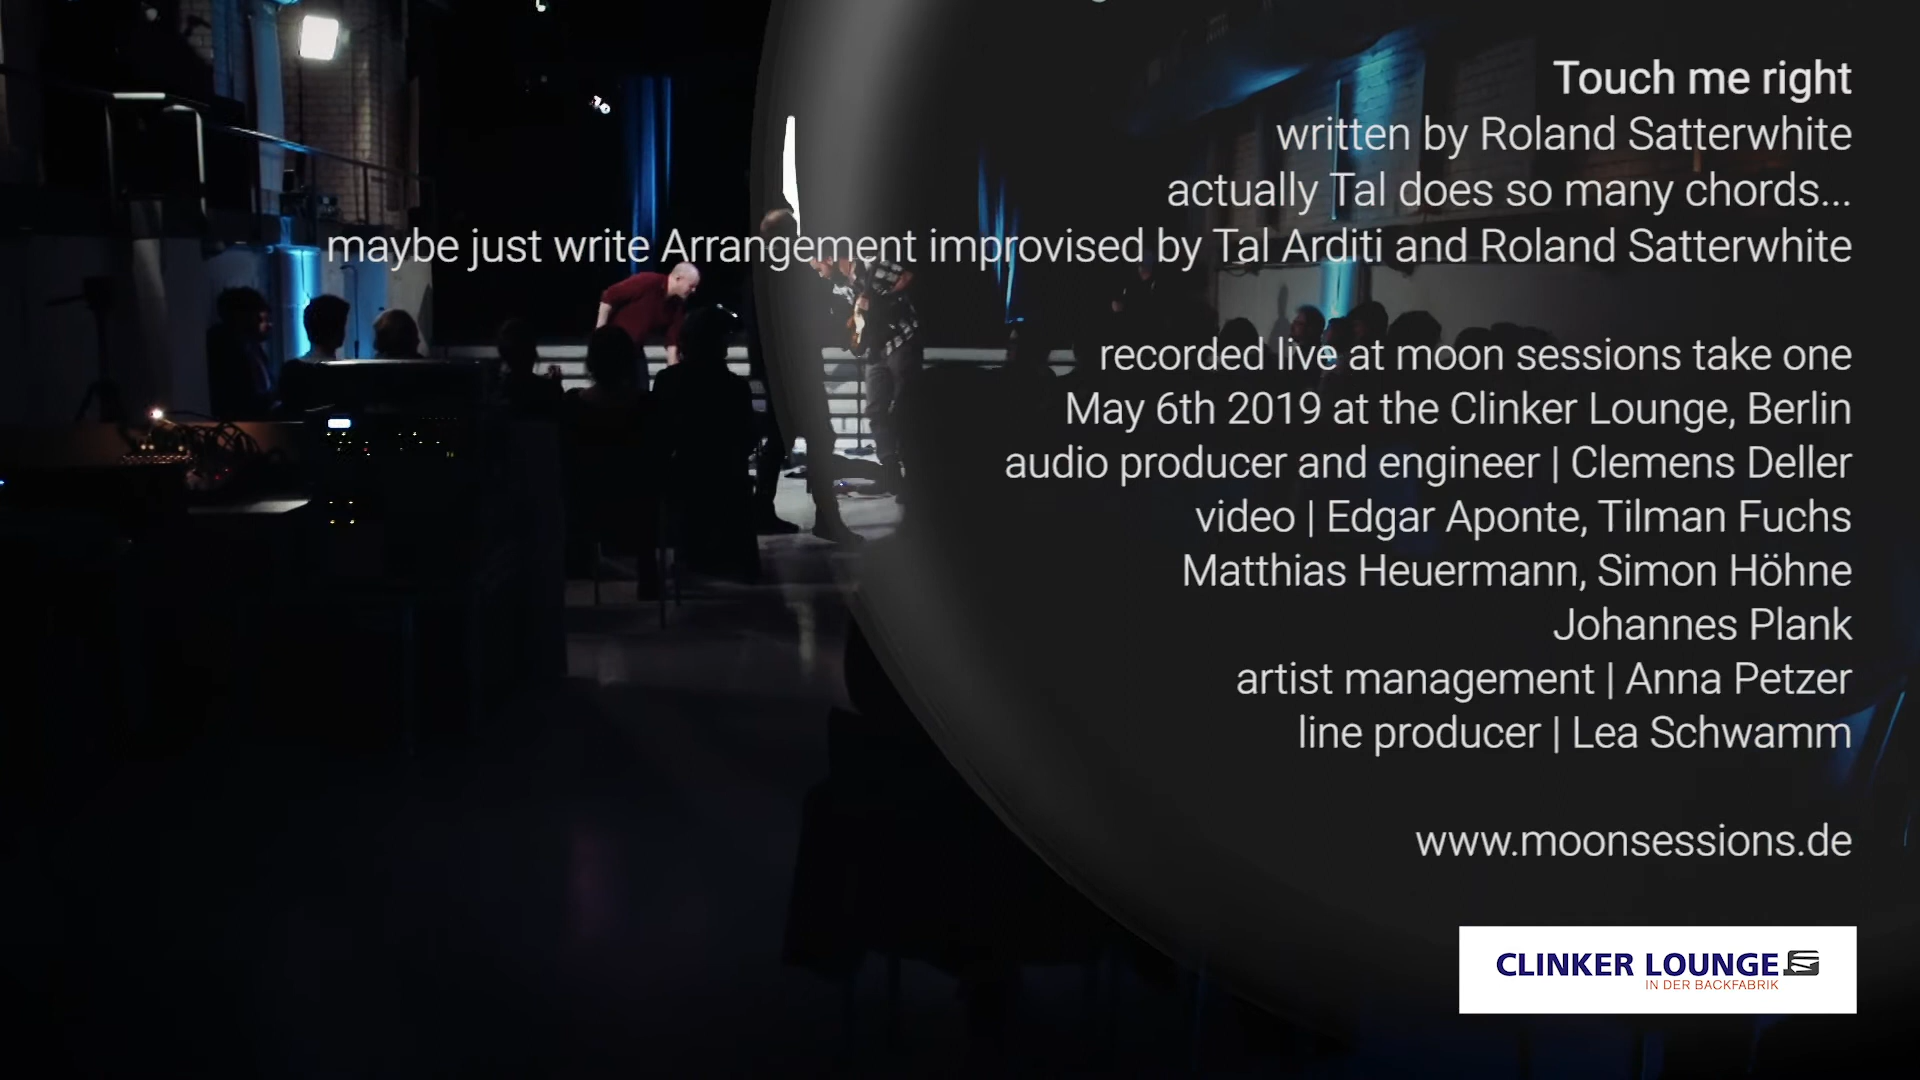 Touch me right
written by Roland Satterwhite
actually Tal does so many chords...
maybe just write Arrangement improvised by Tal Arditi and Roland Satterwhite
recorded live at moon sessions take one
May 6th 2019 at the Clinker Lounge, Berlin
audio producer and engineer | Clemens Deller
video | Edgar Aponte, Tilman Fuchs
Matthias Heuermann, Simon Höhne
Johannes Plank
artist management | Anna Petzer
line producer | Lea Schwamm
www.moonsessions.de
CLINKER LOUNGE
IN DER BACKFABRIK